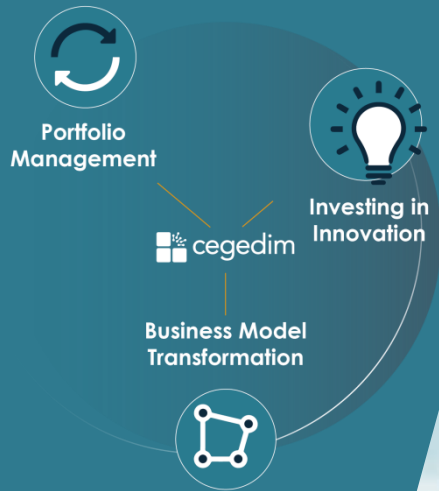 Portfolio
Management
Investing in
Innovation
cegedim
Business Model
Transformation